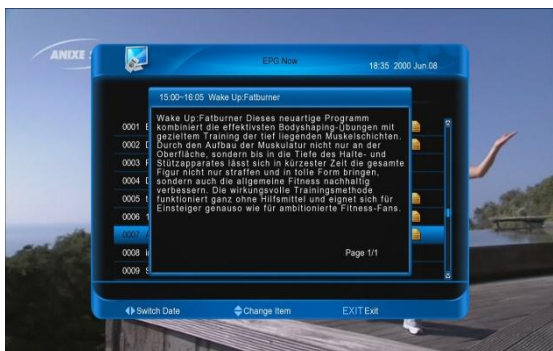 ANIXE
EPG Now
18:35 2000 Jun.08
15:00~16:05 Wake Up:Fatburner
Wake Up:Fatburner Dieses neuartige Programm
kombiniert die effektivsten Bodyshaping-Übungen mit
gezieltem Training der tief liegenden Muskelschichten.
Durch den Aufbau der Muskulatur nicht nur an der
Oberfläche, sondern bis in die Tiefe des Halte- und
Stützapparates lässt sich in kürzester Zeit die gesamte
Figur nicht nur straffen und in tolle Form bringen,
sondern auch die allgemeine Fitness nachhaltig
verbessern. Die wirkungsvolle Trainingsmethode
funktioniert ganz ohne Hilfsmittel und eignet sich für
Einsteiger genauso wie für ambitionierte Fitness-Fans.
Page 1/1
0001
0002
0003
0004
0005
0006
0007
0008
0009
Switch Date
Change Item
EXIT Exit